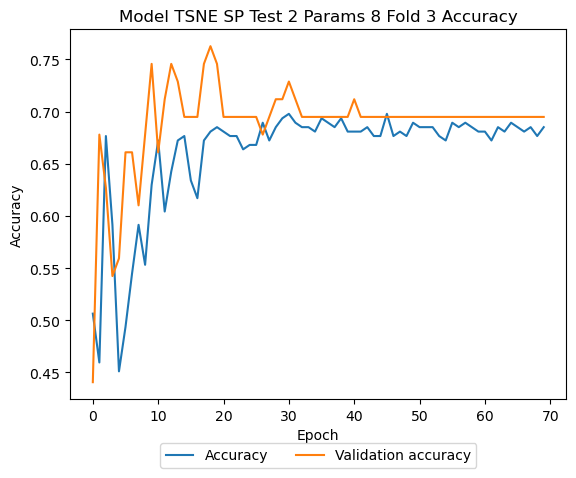 Model TSNE SP Test 2 Params 8 Fold 3 Accuracy
0.75
0.70
0.65
0.60
0.55
0.50
0.45
Accuracy
0 10 20 30 40 50 60 70
Epoch
Accuracy Validation accuracy